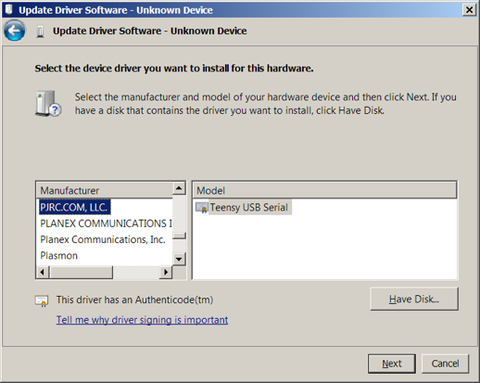 Update Driver Software - Unknown Device
Update Driver Software - Unknown Device
Select the device driver you want to install for this hardware.
Select the manufacturer and model of your hardware device and then click Next. If you
have a disk that contains the driver you want to install, click Have Disk.
Manufacturer
PJRC.COM, LLC.
PLANEX COMMUNICATIONS I
Planex Communications, Inc.
Plasmon
Model
Teensy USB Serial
This driver has an Authenticode(tm)
Tell me why driver signing is important
Have Disk...
Next
Cancel